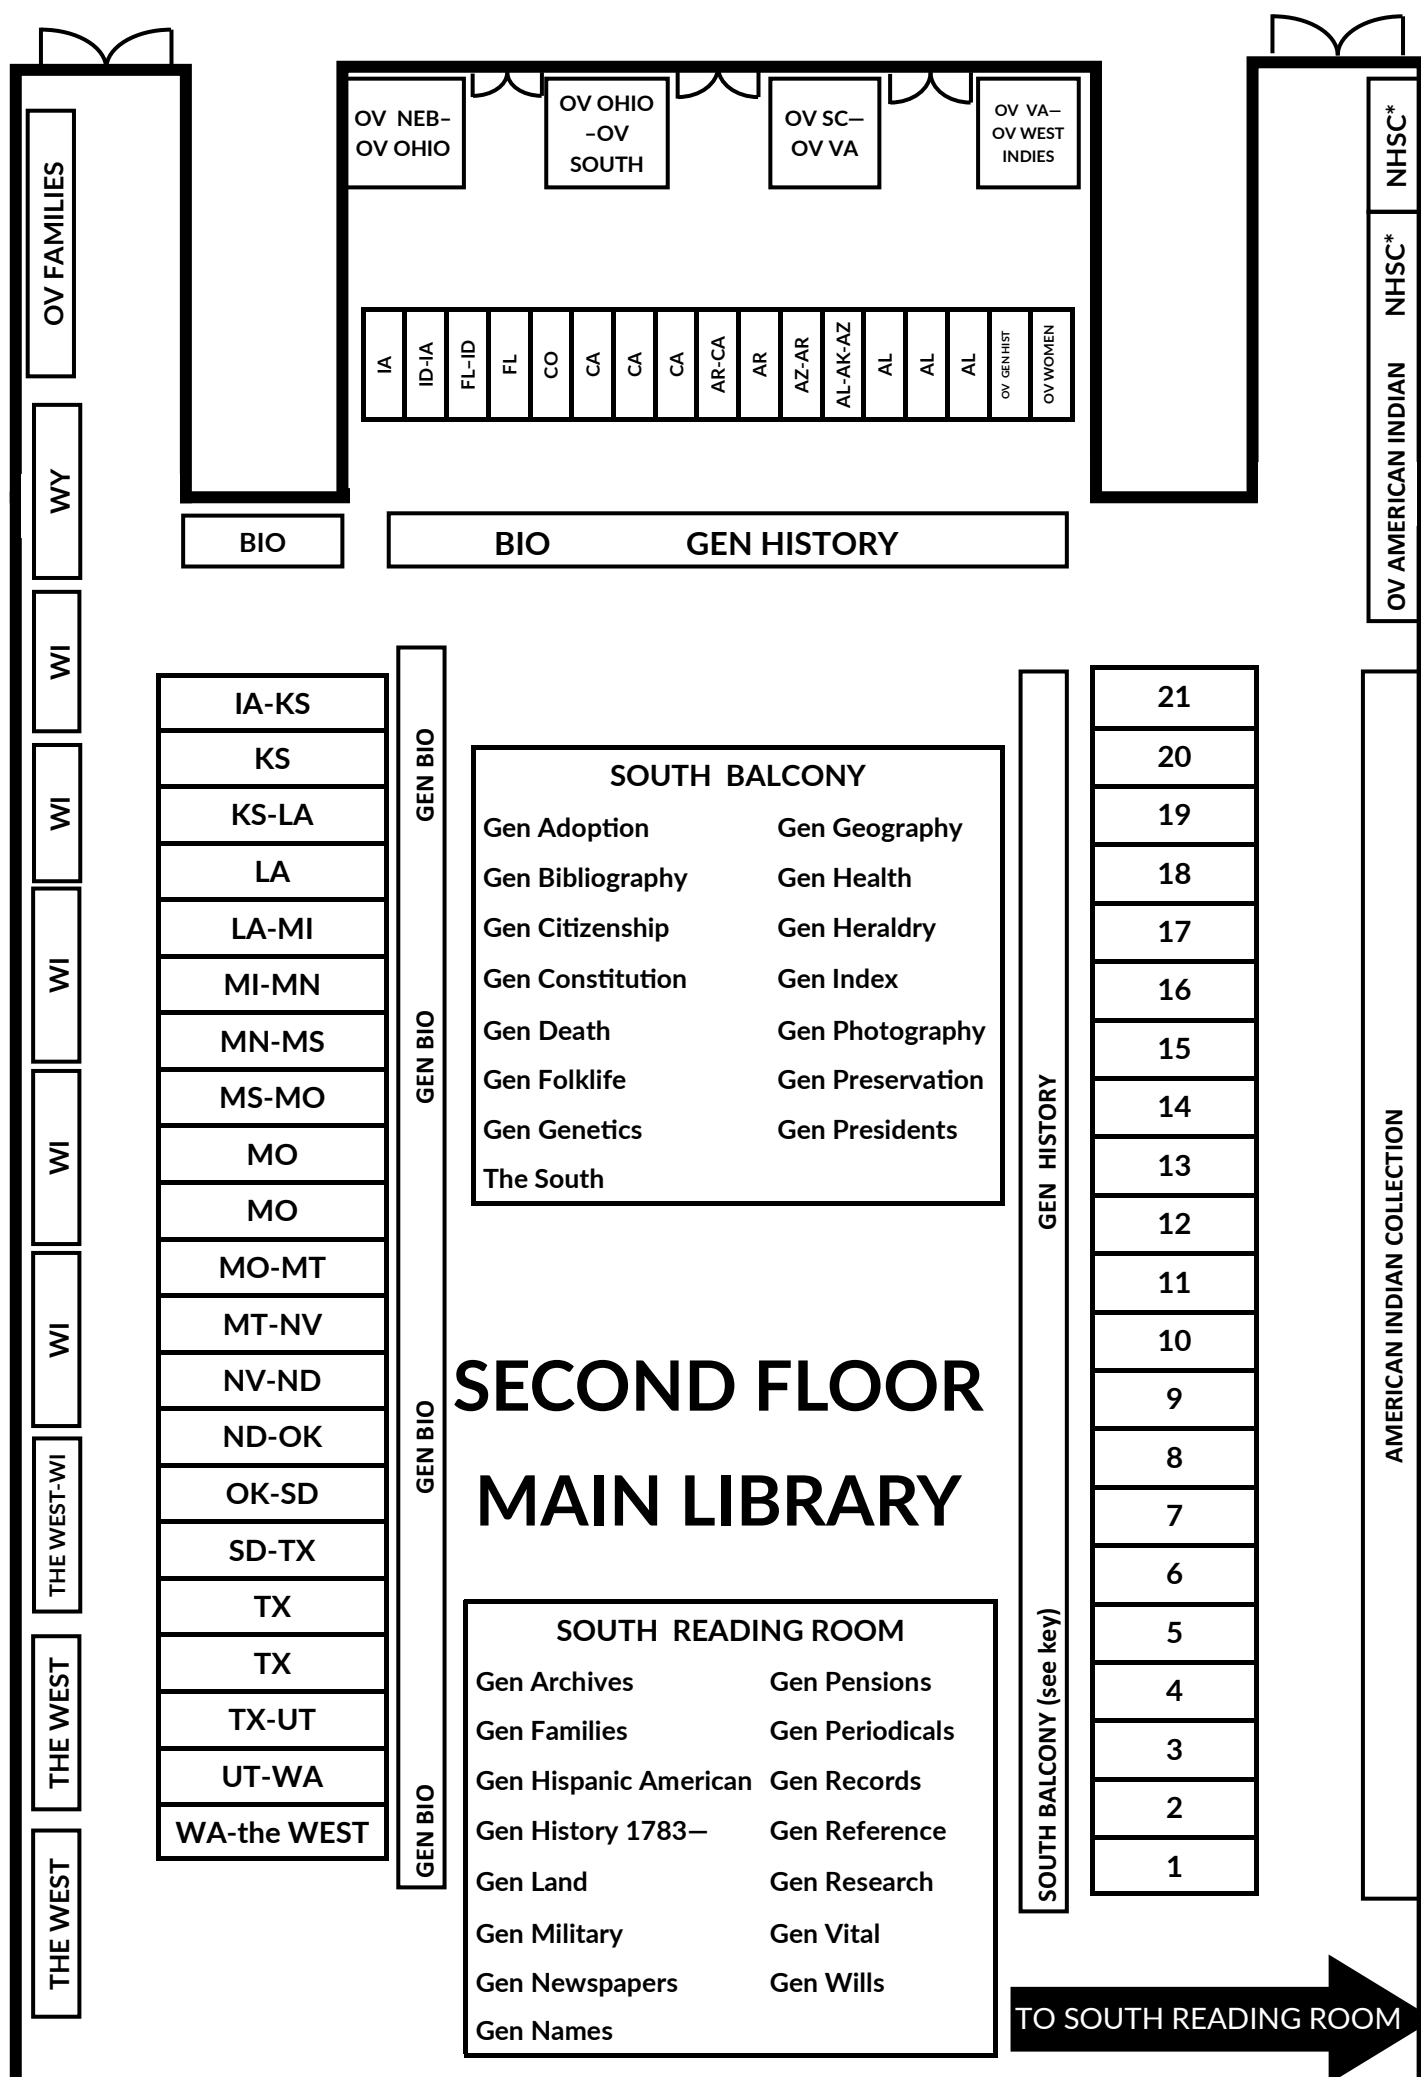 OV NEB–
OV OHIO
OV OHIO
–OV
SOUTH
OV SC—
OV VA
OV VA—
OV WEST
INDIES
NHSC*
NHSC*
OV AMERICAN INDIAN
OV FAMILIES
WY
WI
WI
WI
WI
WI
THE WEST-WI
THE WEST
THE WEST
IA
ID-IA
FL–ID
FL
CO
CA
CA
CA
AR-CA
AR
AZ-AR
AL-AK-AZ
AL
AL
AL
OV GEN HIST
OV WOMEN
BIO
BIO GEN HISTORY
IA-KS
KS
KS-LA
LA
LA-MI
MI-MN
MN-MS
MS-MO
MO
MO
MO-MT
MT-NV
NV-ND
ND-OK
OK-SD
SD-TX
TX
TX
TX-UT
UT-WA
WA-the WEST
GEN BIO
GEN BIO
GEN BIO
GEN BIO
SOUTH BALCONY
Gen Adoption Gen Geography
Gen Bibliography Gen Health
Gen Citizenship Gen Heraldry
Gen Constitution Gen Index
Gen Death Gen Photography
Gen Folklife Gen Preservation
Gen Genetics Gen Presidents
The South
SECOND FLOOR
MAIN LIBRARY
SOUTH READING ROOM
Gen Archives Gen Pensions
Gen Families Gen Periodicals
Gen Hispanic American Gen Records
Gen History 1783— Gen Reference
Gen Land Gen Research
Gen Military Gen Vital
Gen Newspapers Gen Wills
Gen Names
GEN HISTORY
SOUTH BALCONY (see key)
21
20
19
18
17
16
15
14
13
12
11
10
9
8
7
6
5
4
3
2
1
AMERICAN INDIAN COLLECTION
TO SOUTH READING ROOM